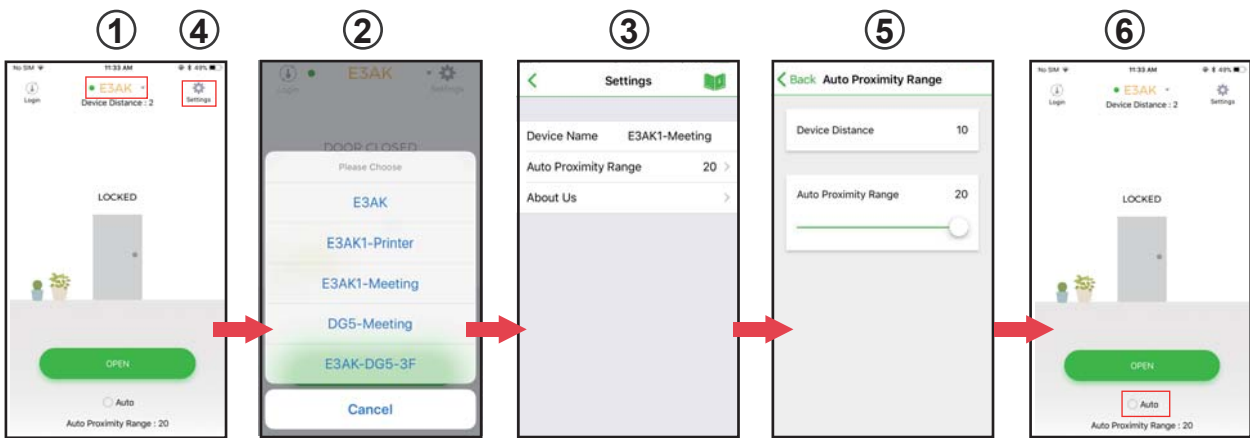 ① ④ ② ③ ⑤ ⑥
No SIM 11:33 AM 49%
Login
E3AK
Settings
Device Distance : 2
LOCKED
OPEN
Auto
Auto Proximity Range : 20
E3AK
Login
Settings
DOOR CLOSED
Please Choose
E3AK
E3AK1-Printer
E3AK1-Meeting
DG5-Meeting
E3AK-DG5-3F
Cancel
Settings
Device Name E3AK1-Meeting
Auto Proximity Range 20
About Us
Back Auto Proximity Range
Device Distance 10
Auto Proximity Range 20
No SIM 11:33 AM 49%
Login
E3AK
Settings
Device Distance : 2
LOCKED
OPEN
Auto
Auto Proximity Range : 20